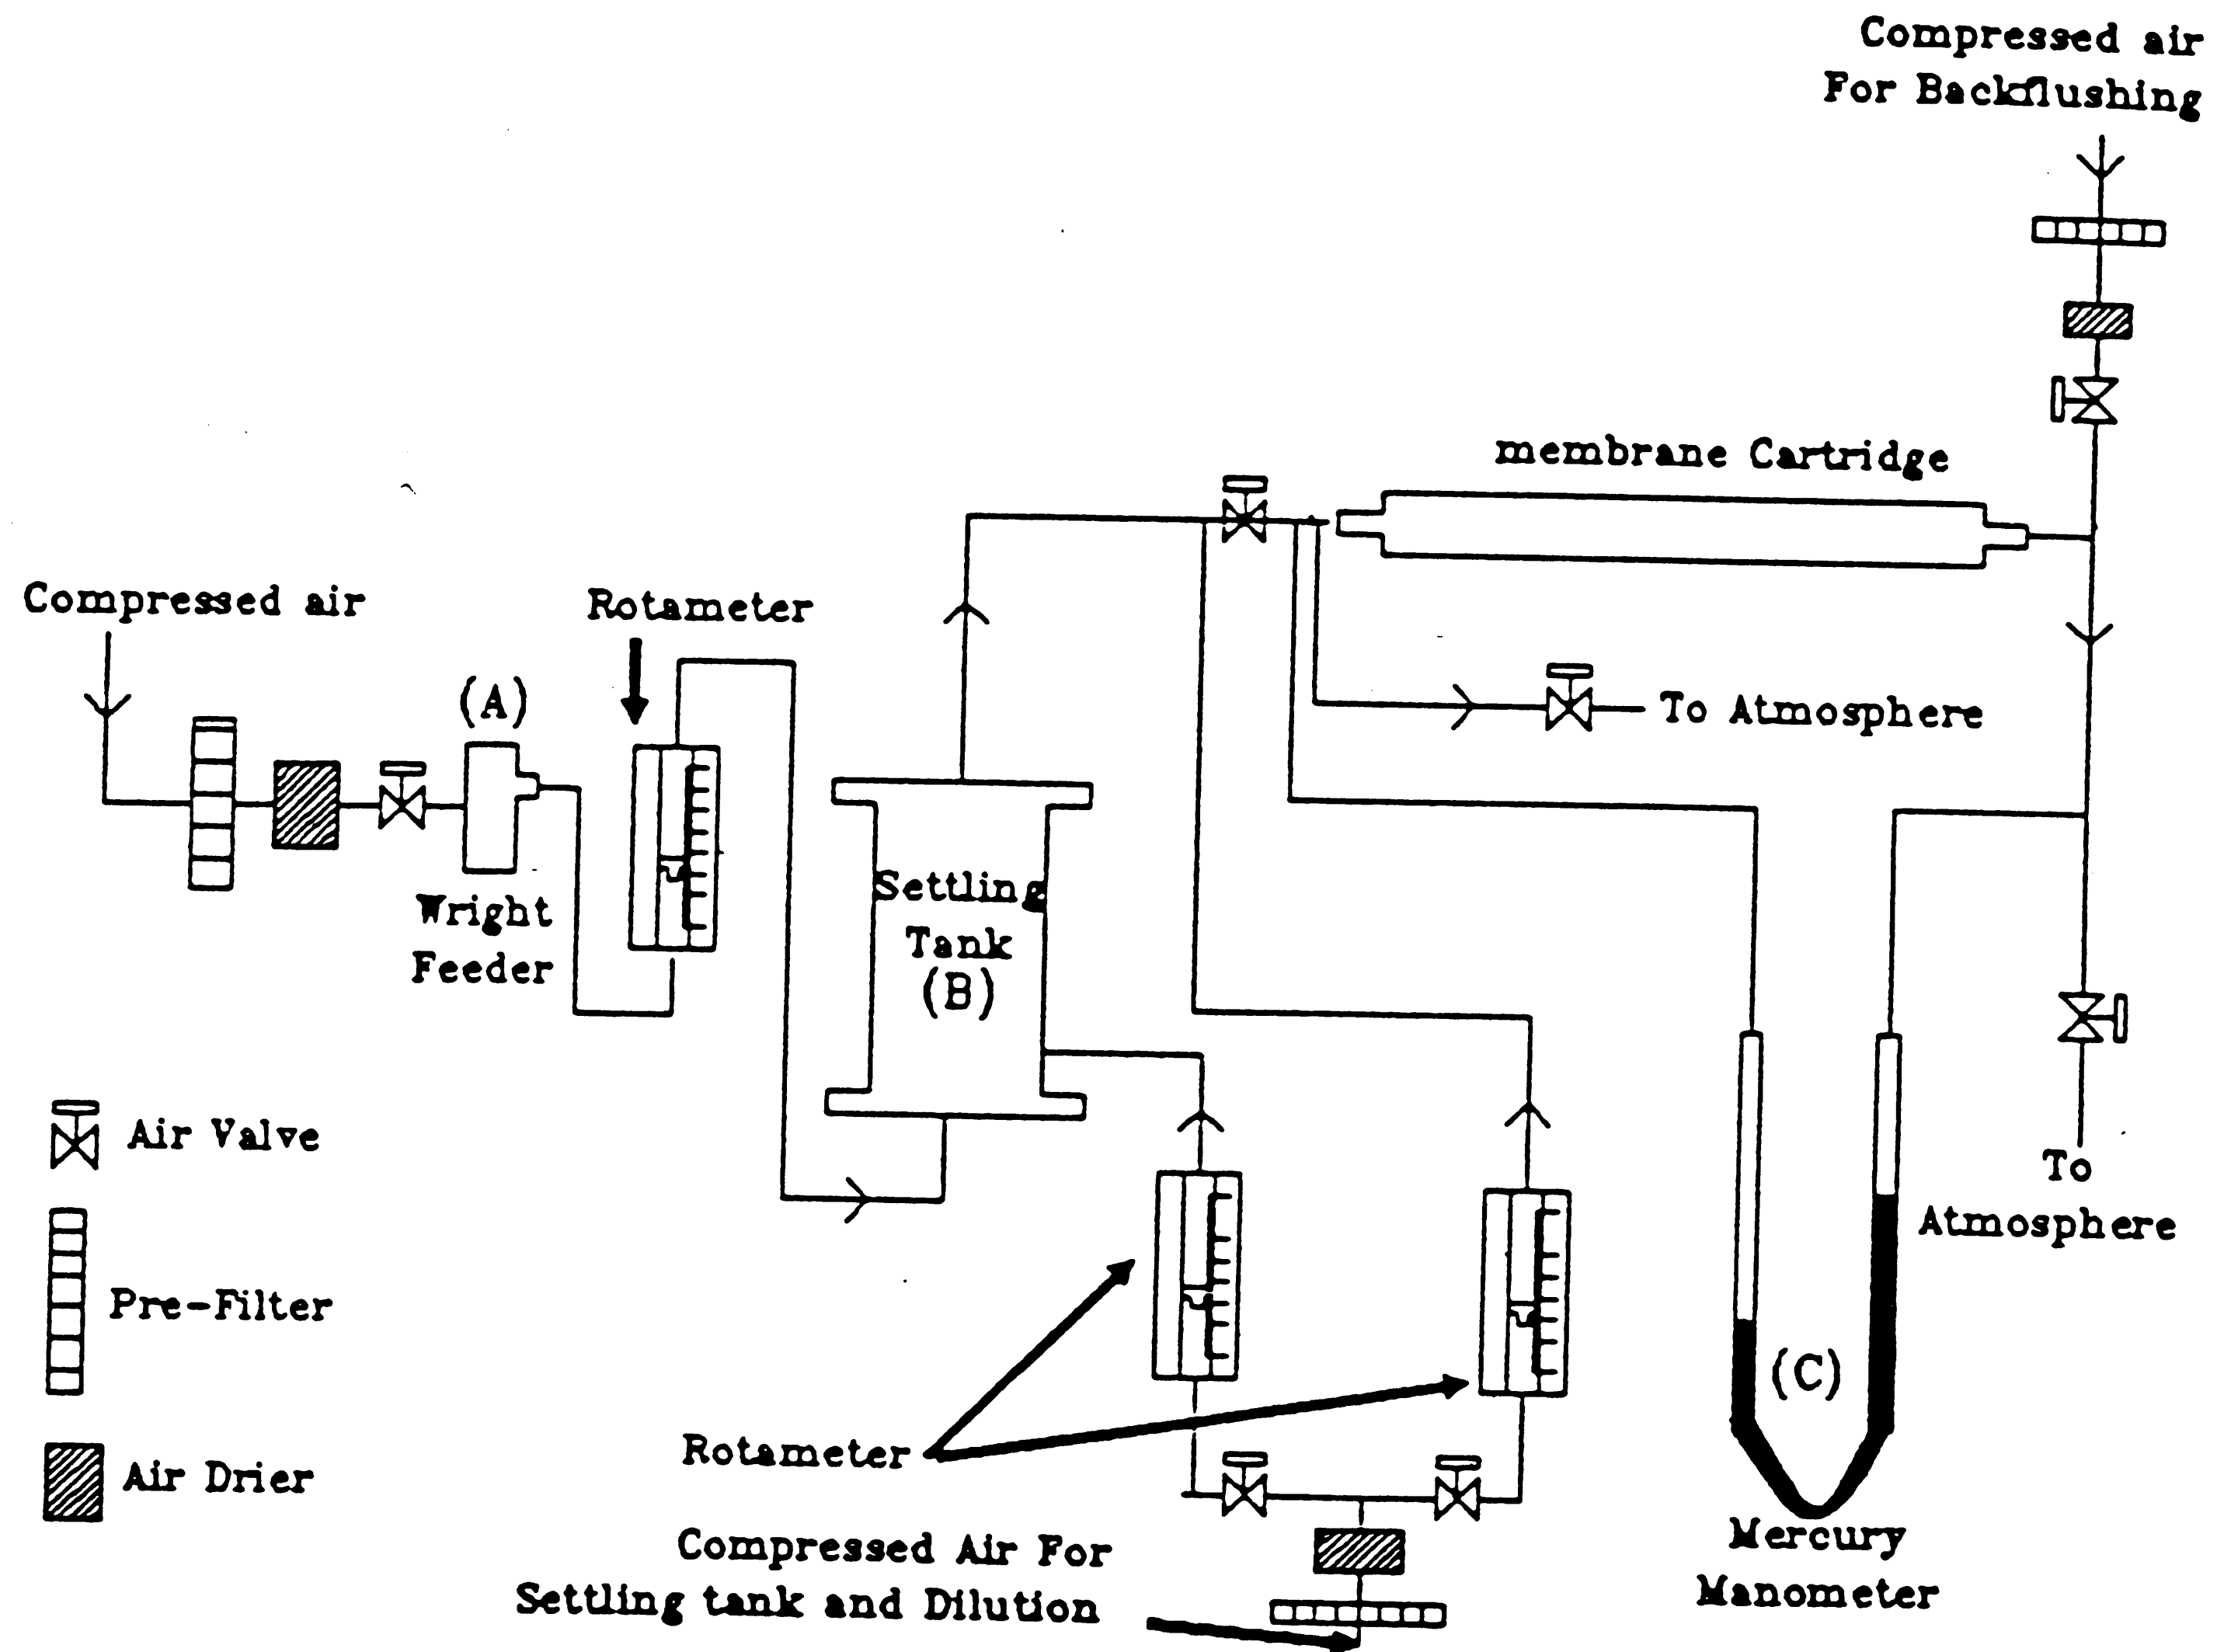 Compressed air
For Backflushing
membrane Cartridge
Compressed air
Rotameter
(A)
To Atmosphere
Wright
Feeder
Settling
Tank
(B)
Air Valve
To
Atmosphere
Pre-Filter
(C)
Rotameter
Air Drier
Compressed Air For
Settling tank and Dilution
Mercury
Manometer